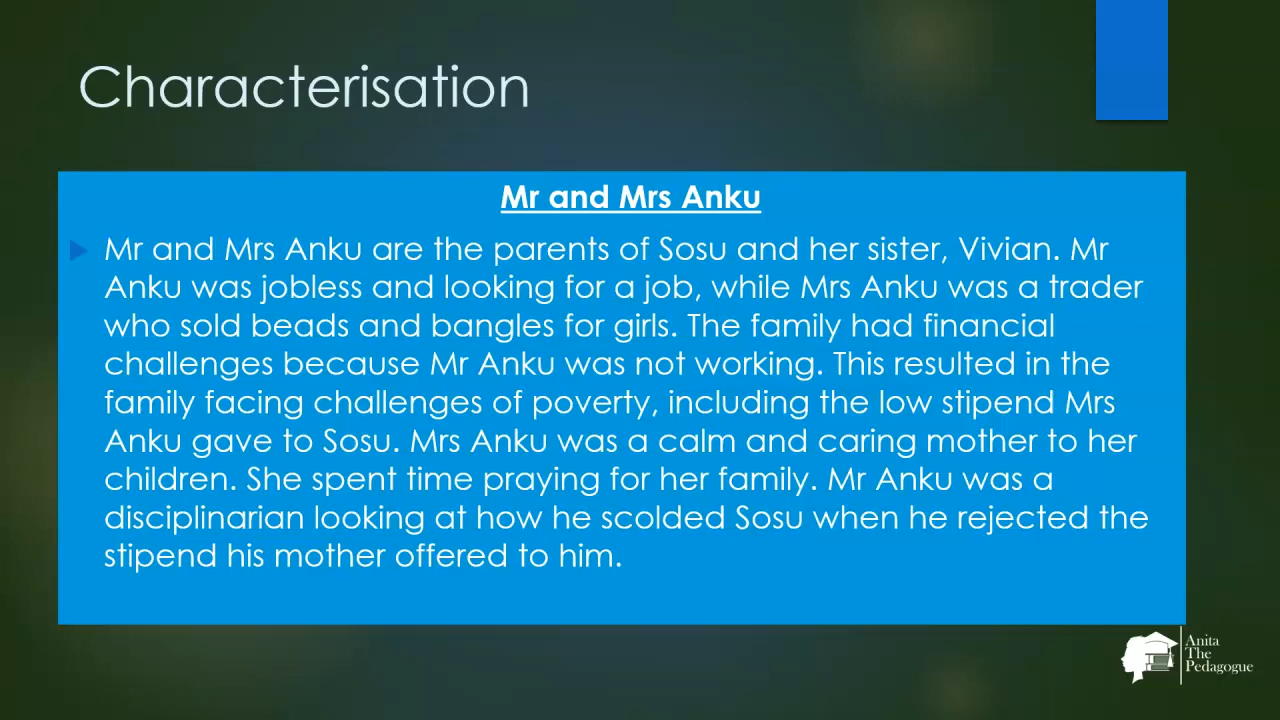 Characterisation
Mr and Mrs Anku
Mr and Mrs Anku are the parents of Sosu and her sister, Vivian. Mr
Anku was jobless and looking for a job, while Mrs Anku was a trader
who sold beads and bangles for girls. The family had financial
challenges because Mr Anku was not working. This resulted in the
family facing challenges of poverty, including the low stipend Mrs
Anku gave to Sosu. Mrs Anku was a calm and caring mother to her
children. She spent time praying for her family. Mr Anku was a
disciplinarian looking at how he scolded Sosu when he rejected the
stipend his mother offered to him.
Anita
The
Pedagogue